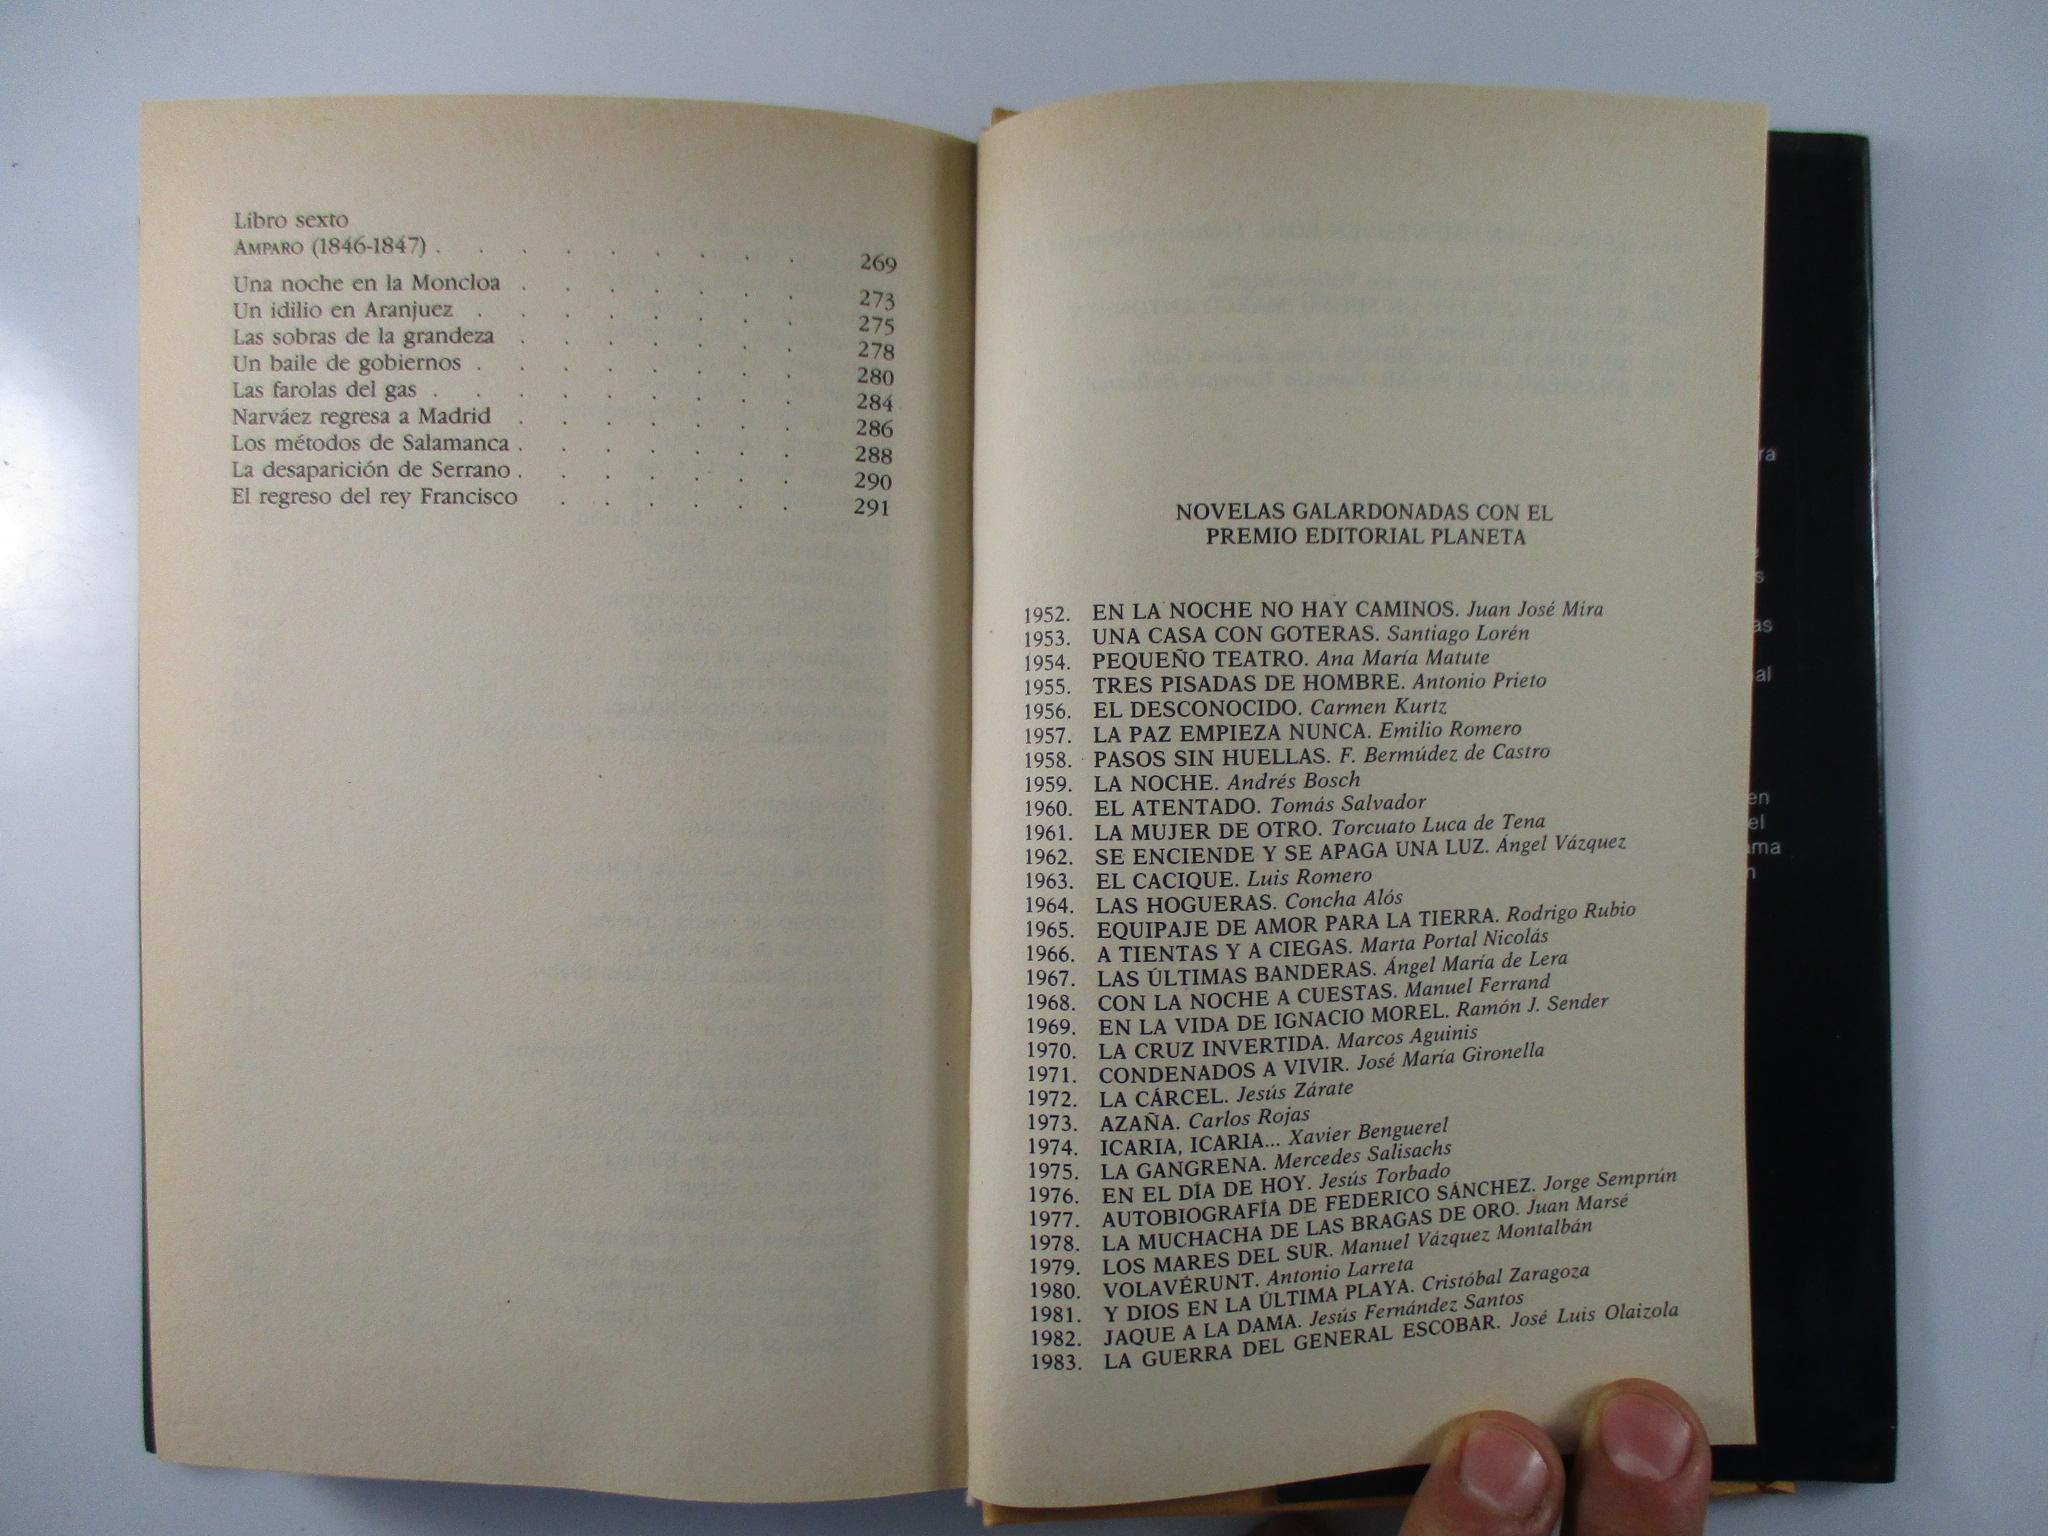 Libro sexto
AMPARO (1846-1847) . . . . . . . . 269
Una noche en la Moncloa . . . . . . . 273
Un idilio en Aranjuez . . . . . . . . 275
Las sobras de la grandeza . . . . . . . 278
Un baile de gobiernos . . . . . . . . 280
Las farolas del gas . . . . . . . . . 284
Narváez regresa a Madrid . . . . . . . 286
Los métodos de Salamanca . . . . . . . 288
La desaparición de Serrano . . . . . . . 290
El regreso del rey Francisco . . . . . . 291
NOVELAS GALARDONADAS CON EL
PREMIO EDITORIAL PLANETA
1952. EN LA NOCHE NO HAY CAMINOS. Juan José Mira
1953. UNA CASA CON GOTERAS. Santiago Lorén
1954. PEQUEÑO TEATRO. Ana María Matute
1955. TRES PISADAS DE HOMBRE. Antonio Prieto
1956. EL DESCONOCIDO. Carmen Kurtz
1957. LA PAZ EMPIEZA NUNCA. Emilio Romero
1958. PASOS SIN HUELLAS. F. Bermúdez de Castro
1959. LA NOCHE. Andrés Bosch
1960. EL ATENTADO. Tomás Salvador
1961. LA MUJER DE OTRO. Torcuato Luca de Tena
1962. SE ENCIENDE Y SE APAGA UNA LUZ. Ángel Vázquez
1963. EL CACIQUE. Luis Romero
1964. LAS HOGUERAS. Concha Alós
1965. EQUIPAJE DE AMOR PARA LA TIERRA. Rodrigo Rubio
1966. A TIENTAS Y A CIEGAS. Marta Portal Nicolás
1967. LAS ÚLTIMAS BANDERAS. Ángel María de Lera
1968. CON LA NOCHE A CUESTAS. Manuel Ferrand
1969. EN LA VIDA DE IGNACIO MOREL. Ramón J. Sender
1970. LA CRUZ INVERTIDA. Marcos Aguinis
1971. CONDENADOS A VIVIR. José María Gironella
1972. LA CÁRCEL. Jesús Zárate
1973. AZAÑA. Carlos Rojas
1974. ICARIA, ICARIA... Xavier Benguerel
1975. LA GANGRENA. Mercedes Salisachs
1976. EN EL DÍA DE HOY. Jesús Torbado
1977. AUTOBIOGRAFÍA DE FEDERICO SÁNCHEZ. Jorge Semprún
1978. LA MUCHACHA DE LAS BRAGAS DE ORO. Juan Marsé
1979. LOS MARES DEL SUR. Manuel Vázquez Montalbán
1980. VOLAVÉRUNT. Antonio Larreta
1981. Y DIOS EN LA ÚLTIMA PLAYA. Cristóbal Zaragoza
1982. JAQUE A LA DAMA. Jesús Fernández Santos
1983. LA GUERRA DEL GENERAL ESCOBAR. José Luis Olaizola